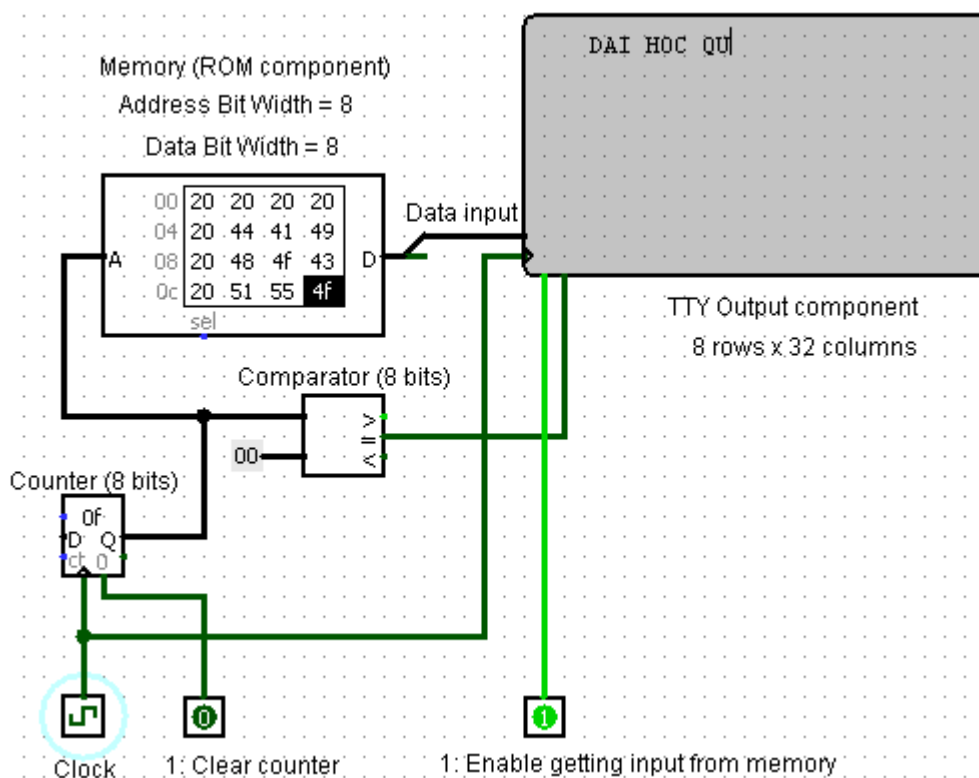 DAI HOC QU
Memory (ROM component)
Address Bit Width = 8
Data Bit Width = 8
00 20 20 20 20
04 20 44 41 49
08 20 48 4f 43
0c 20 51 55 4f
A
D
sel
Data input
TTY Output component
8 rows x 32 columns
Comparator (8 bits)
>
=
<
00
Counter (8 bits)
0f
D Q
ct 0
0
1
Clock
1: Clear counter
1: Enable getting input from memory